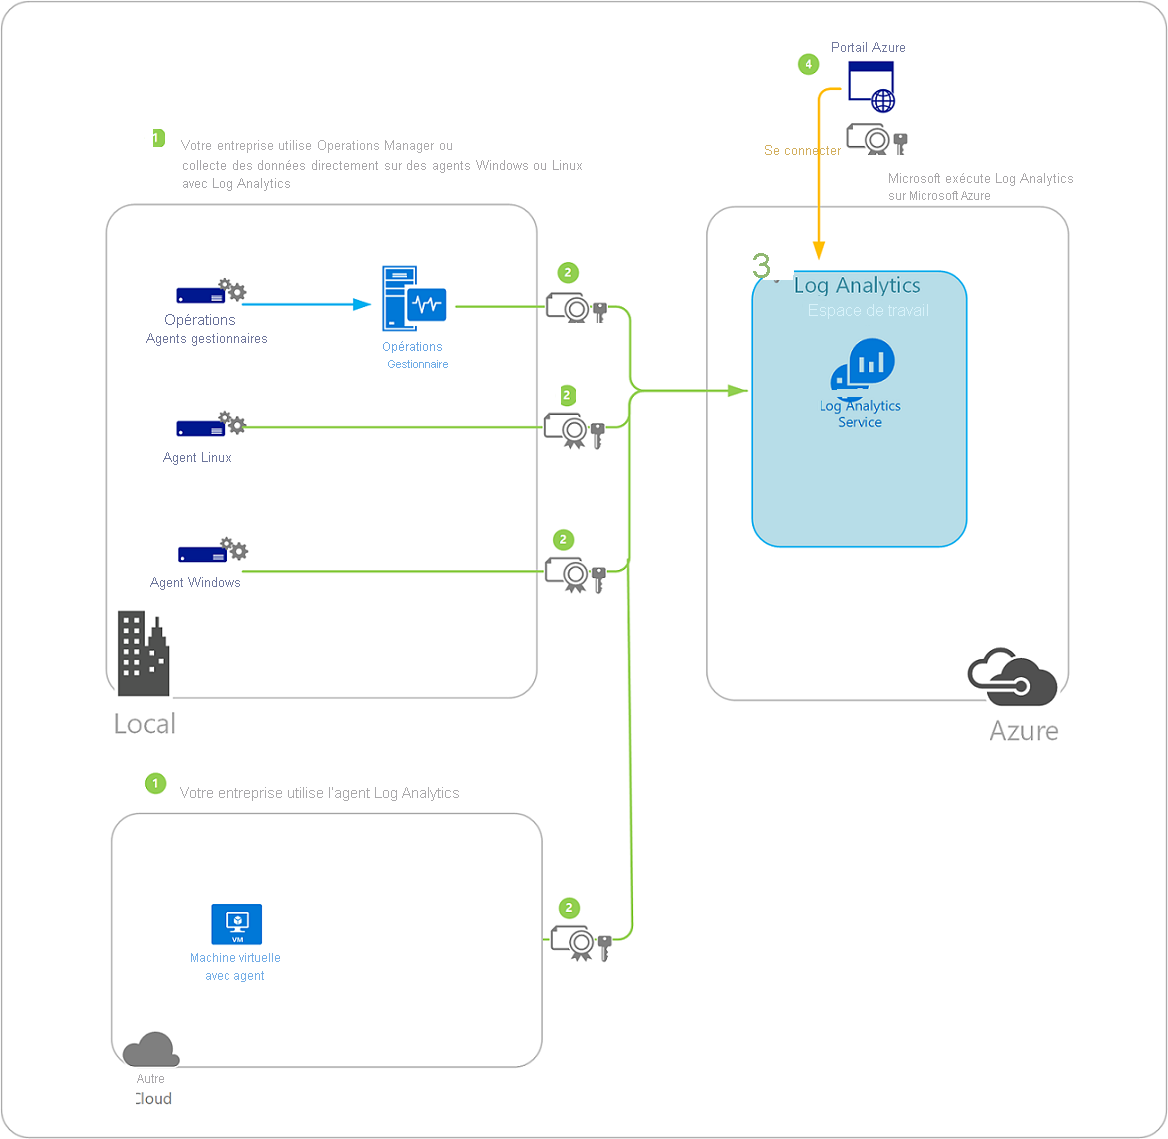 Portail Azure
4
1
Votre entreprise utilise Operations Manager ou
collecte des données directement sur des agents Windows ou Linux
avec Log Analytics
Se connecter
Microsoft exécute Log Analytics
sur Microsoft Azure
2
3
Log Analytics
Espace de travail
Opérations
Agents gestionnaires
Opérations
Gestionnaire
2
Log Analytics
Service
Agent Linux
2
Agent Windows
Local
Azure
1
Votre entreprise utilise l'agent Log Analytics
2
VM
Machine virtuelle
avec agent
Autre
Cloud